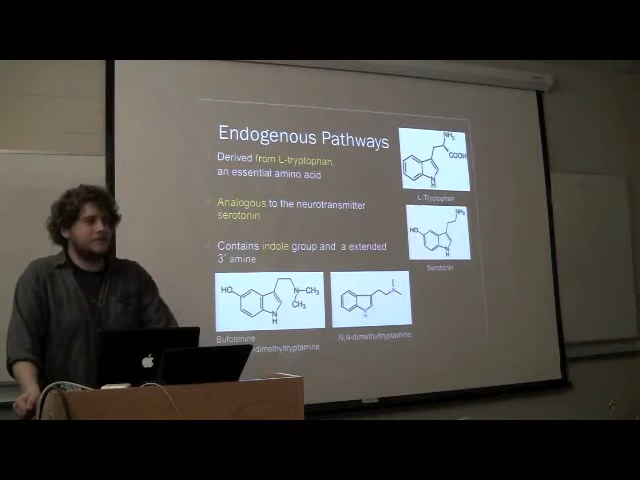 Endogenous Pathways
Derived from L-tryptophan,
an essential amino acid
Analogous to the neurotransmitter
serotonin
Contains indole group and a extended
3' amine
NH₂
COOH
N
H
L-Tryptophan
NH₂
HO
N
H
Serotonin
HO
N
CH₃
CH₃
N
H
Bufotenine
-dimethyltryptamine
N
N
H
N,N-dimethyltryptamine